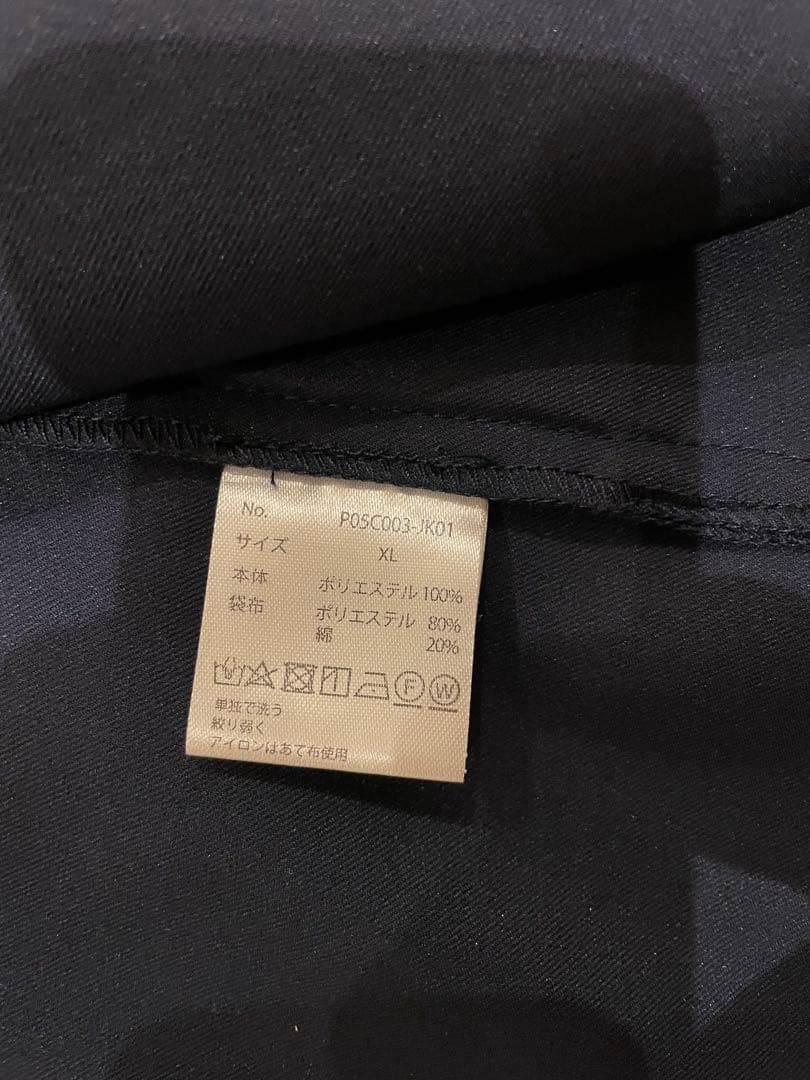 No. P05C003-JK01
サイズ XL
本体 ポリエステル 100%
袋布 ポリエステル 80%
綿 20%
F W
単独で洗う
絞り弱く
アイロンはあて布使用